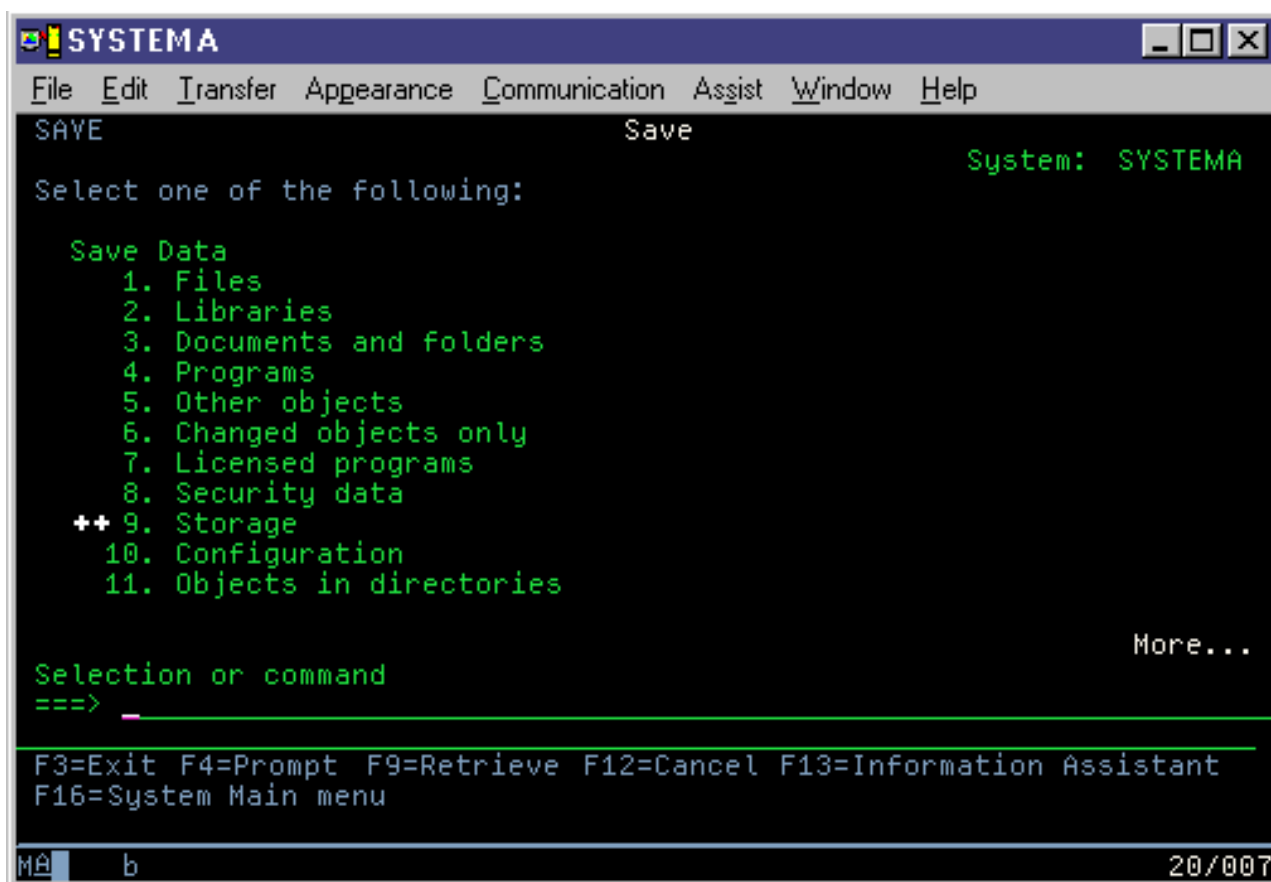 SYSTEMA
File Edit Transfer Appearance Communication Assist Window Help
SAVE Save
System: SYSTEMA
Select one of the following:
Save Data
1. Files
2. Libraries
3. Documents and folders
4. Programs
5. Other objects
6. Changed objects only
7. Licensed programs
8. Security data
++ 9. Storage
10. Configuration
11. Objects in directories
More...
Selection or command
===> _
F3=Exit F4=Prompt F9=Retrieve F12=Cancel F13=Information Assistant
F16=System Main menu
MA b 20/007